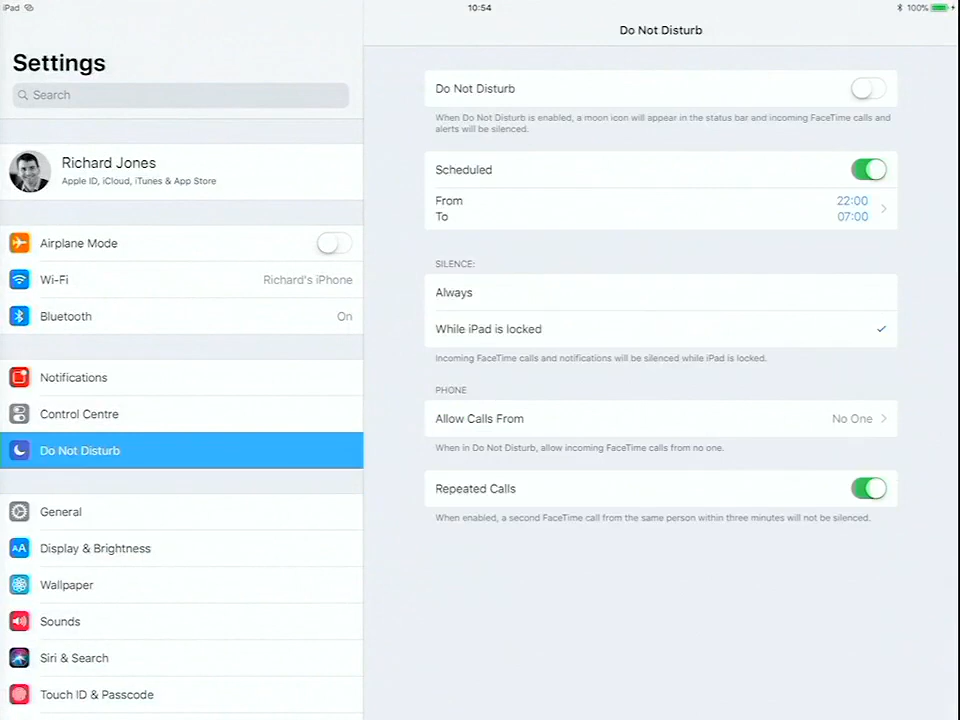 iPad
10:54
100%
Settings
Search
Richard Jones
Apple ID, iCloud, iTunes & App Store
Airplane Mode
Wi-Fi Richard's iPhone
Bluetooth On
Notifications
Control Centre
Do Not Disturb
General
AA Display & Brightness
Wallpaper
Sounds
Siri & Search
Touch ID & Passcode
Do Not Disturb
Do Not Disturb
When Do Not Disturb is enabled, a moon icon will appear in the status bar and incoming FaceTime calls and
alerts will be silenced.
Scheduled
From 22:00
To 07:00
SILENCE:
Always
While iPad is locked
Incoming FaceTime calls and notifications will be silenced while iPad is locked.
PHONE
Allow Calls From No One
When in Do Not Disturb, allow incoming FaceTime calls from no one.
Repeated Calls
When enabled, a second FaceTime call from the same person within three minutes will not be silenced.